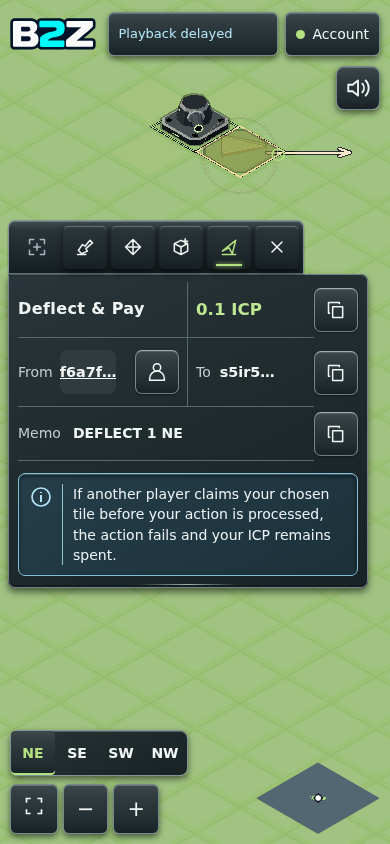 B2Z
Playback delayed
Account
Deflect & Pay
0.1 ICP
From f6a7f...
To s5ir5...
Memo DEFLECT 1 NE
If another player claims your chosen
tile before your action is processed,
the action fails and your ICP remains
spent.
NE SE SW NW